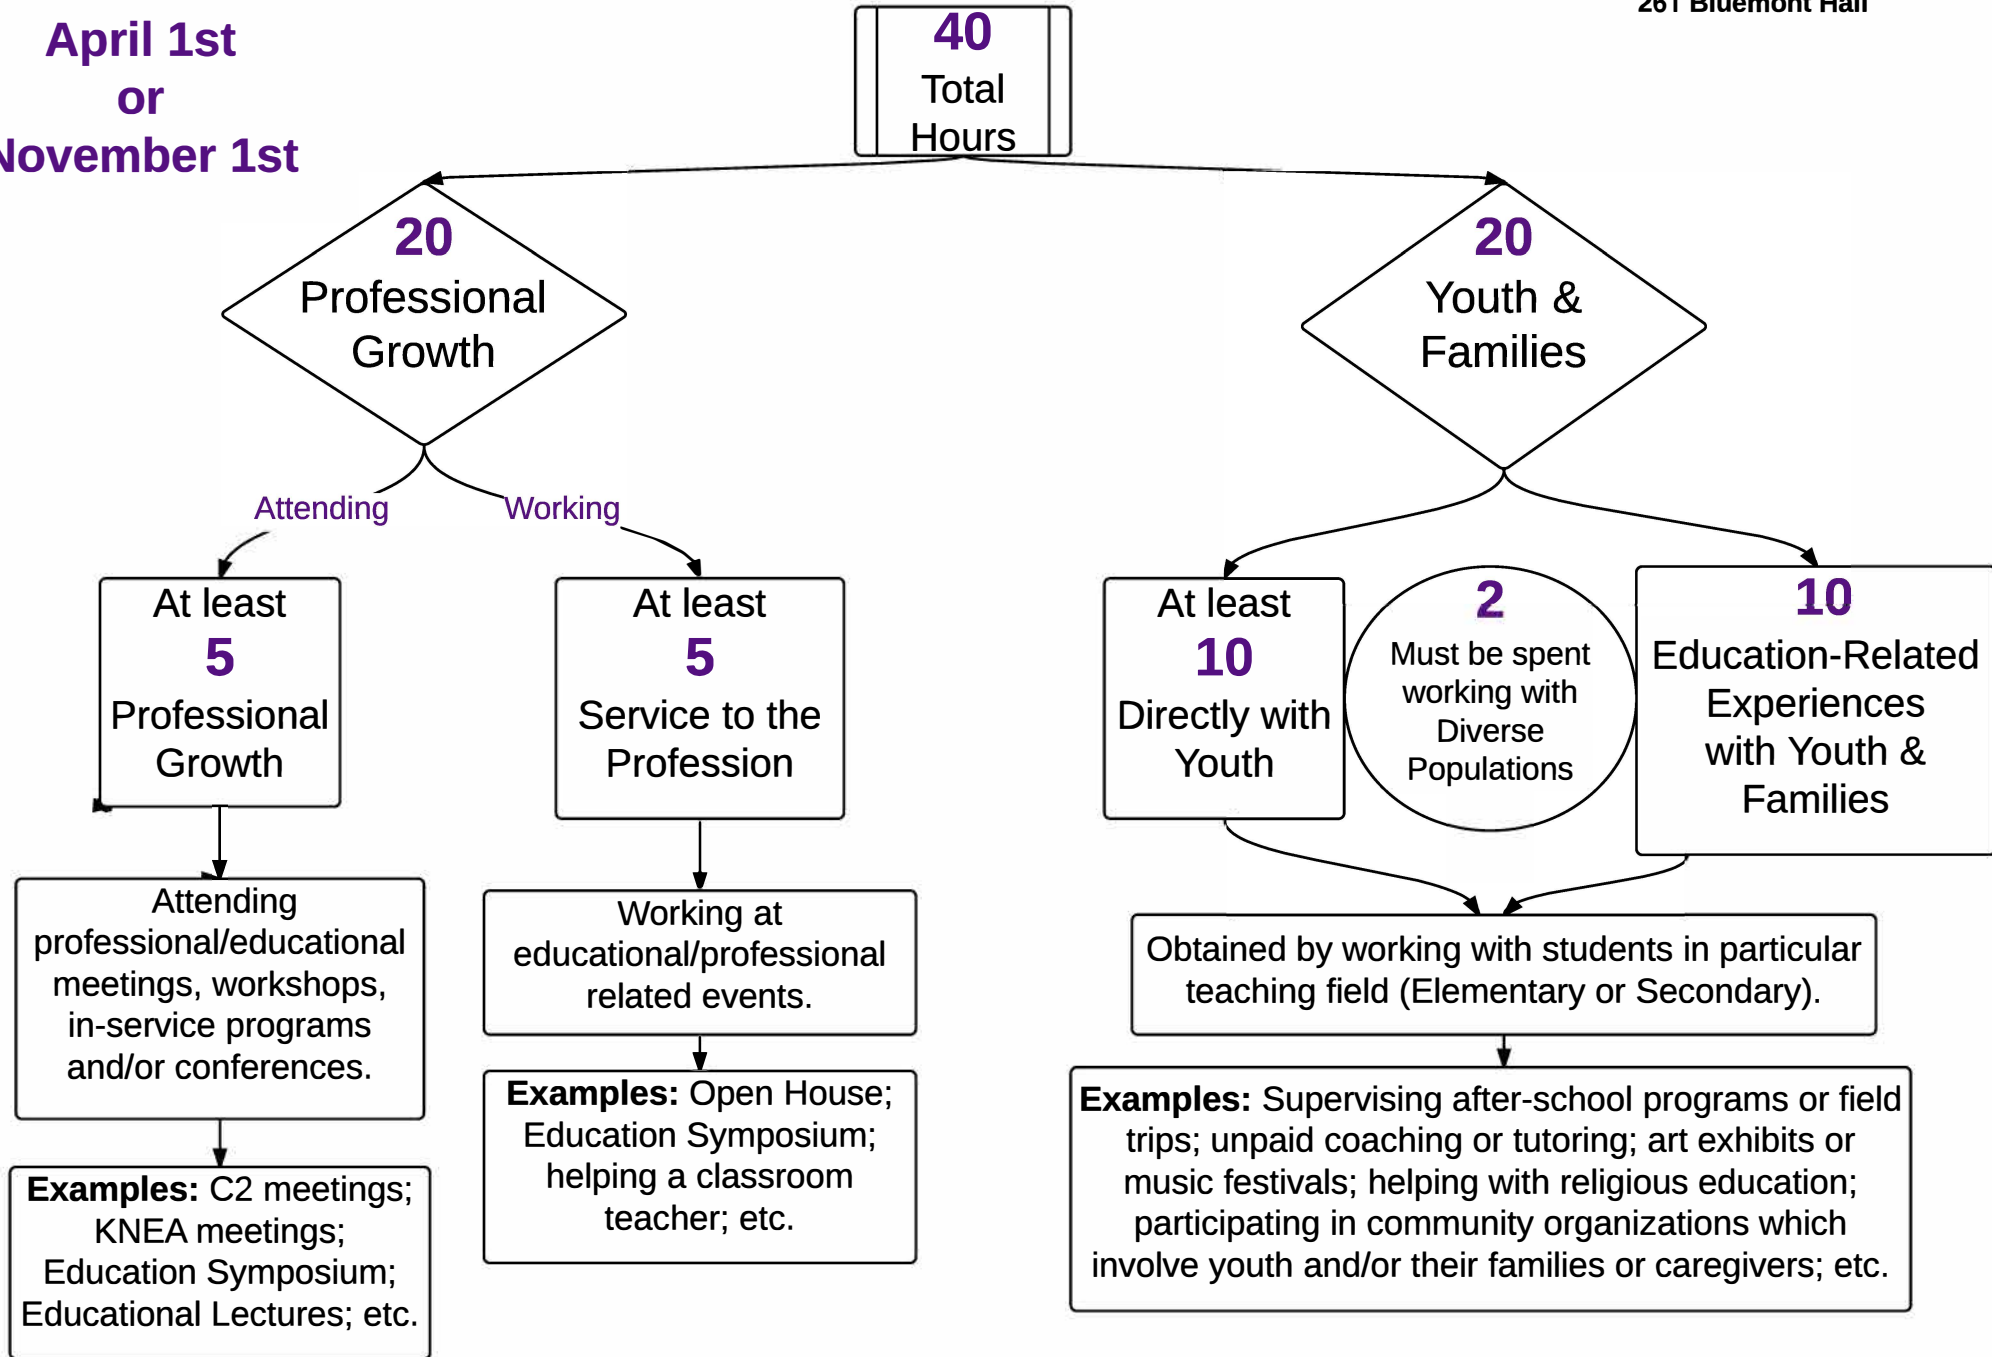 April 1st
or
November 1st
261 Bluemont Hall
40
Total
Hours
20
Professional
Growth
20
Youth &
Families
Attending
Working
At least
5
Professional
Growth
At least
5
Service to the
Profession
At least
10
Directly with
Youth
2
Must be spent
working with
Diverse
Populations
10
Education-Related
Experiences
with Youth &
Families
Attending
professional/educational
meetings, workshops,
in-service programs
and/or conferences.
Working at
educational/professional
related events.
Obtained by working with students in particular
teaching field (Elementary or Secondary).
Examples: C2 meetings;
KNEA meetings;
Education Symposium;
Educational Lectures; etc.
Examples: Open House;
Education Symposium;
helping a classroom
teacher; etc.
Examples: Supervising after-school programs or field
trips; unpaid coaching or tutoring; art exhibits or
music festivals; helping with religious education;
participating in community organizations which
involve youth and/or their families or caregivers; etc.